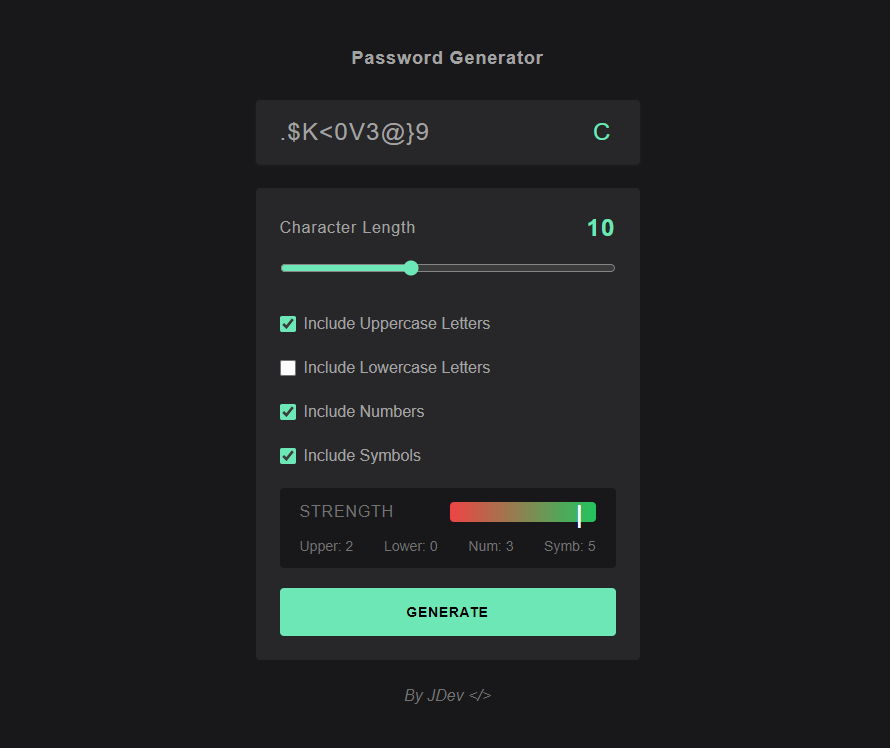 Password Generator
.$K<0V3@}9 C
Character Length 10
Include Uppercase Letters
Include Lowercase Letters
Include Numbers
Include Symbols
STRENGTH
Upper: 2 Lower: 0 Num: 3 Symb: 5
GENERATE
By JDev </>